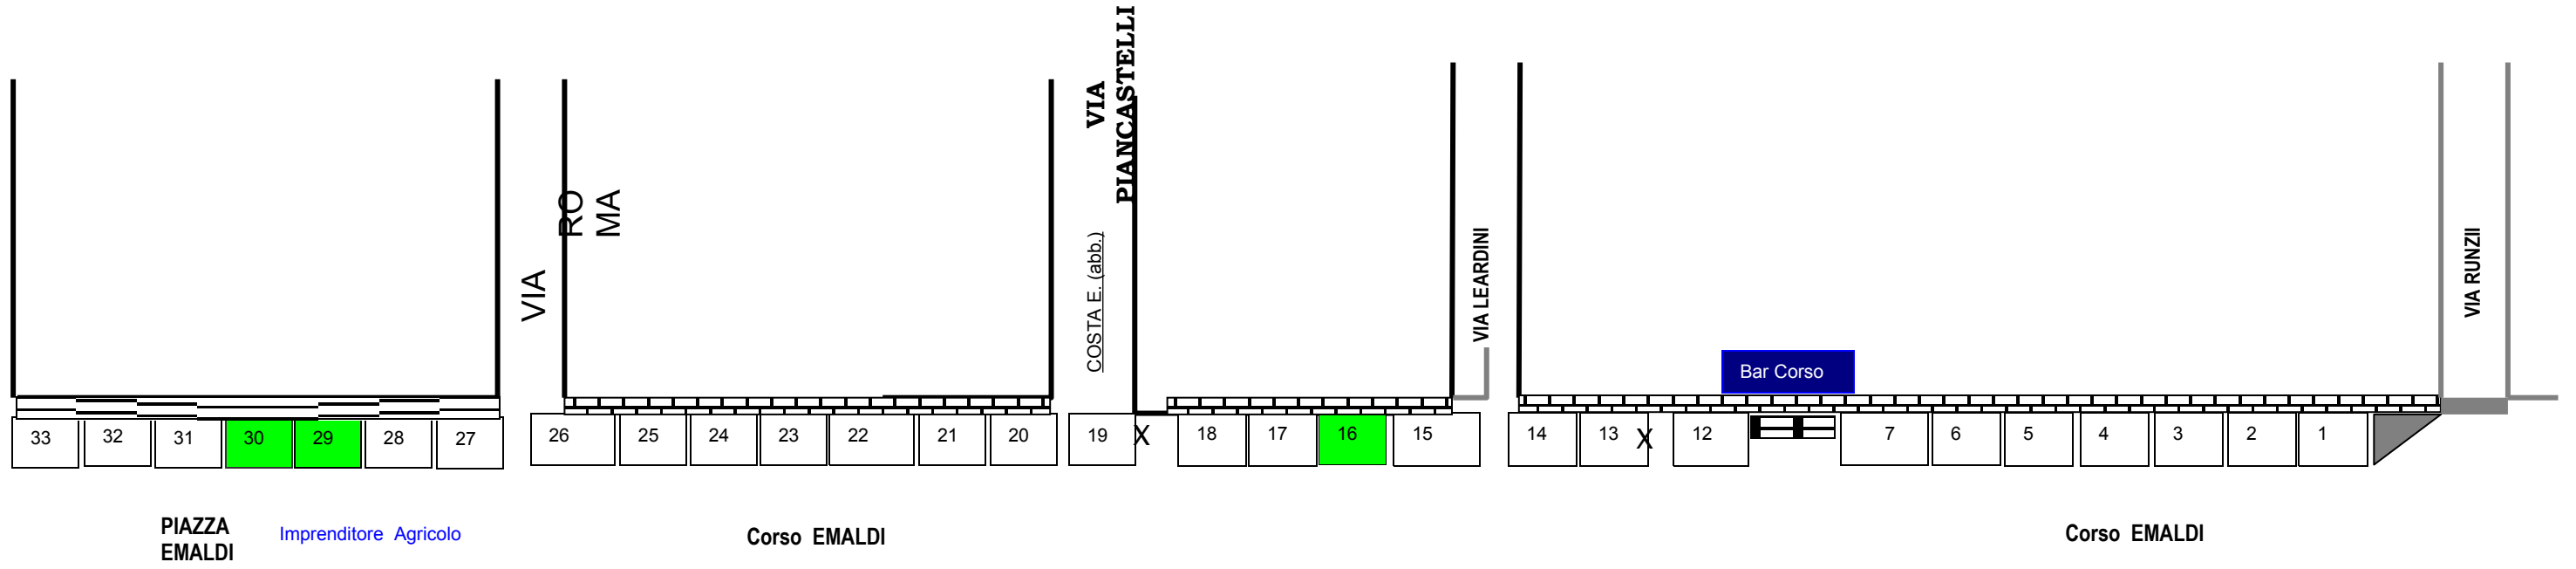 VIA
PIANCASTELLI
RO
MA
VIA
COSTA E. (abb.)
VIA LEARDINI
VIA RUNZII
Bar Corso
33 32 31 30 29 28 27 26 25 24 23 22 21 20 19 X 18 17 16 15 14 13 X 12 7 6 5 4 3 2 1
PIAZZA
EMALDI
Imprenditore Agricolo
Corso EMALDI
Corso EMALDI